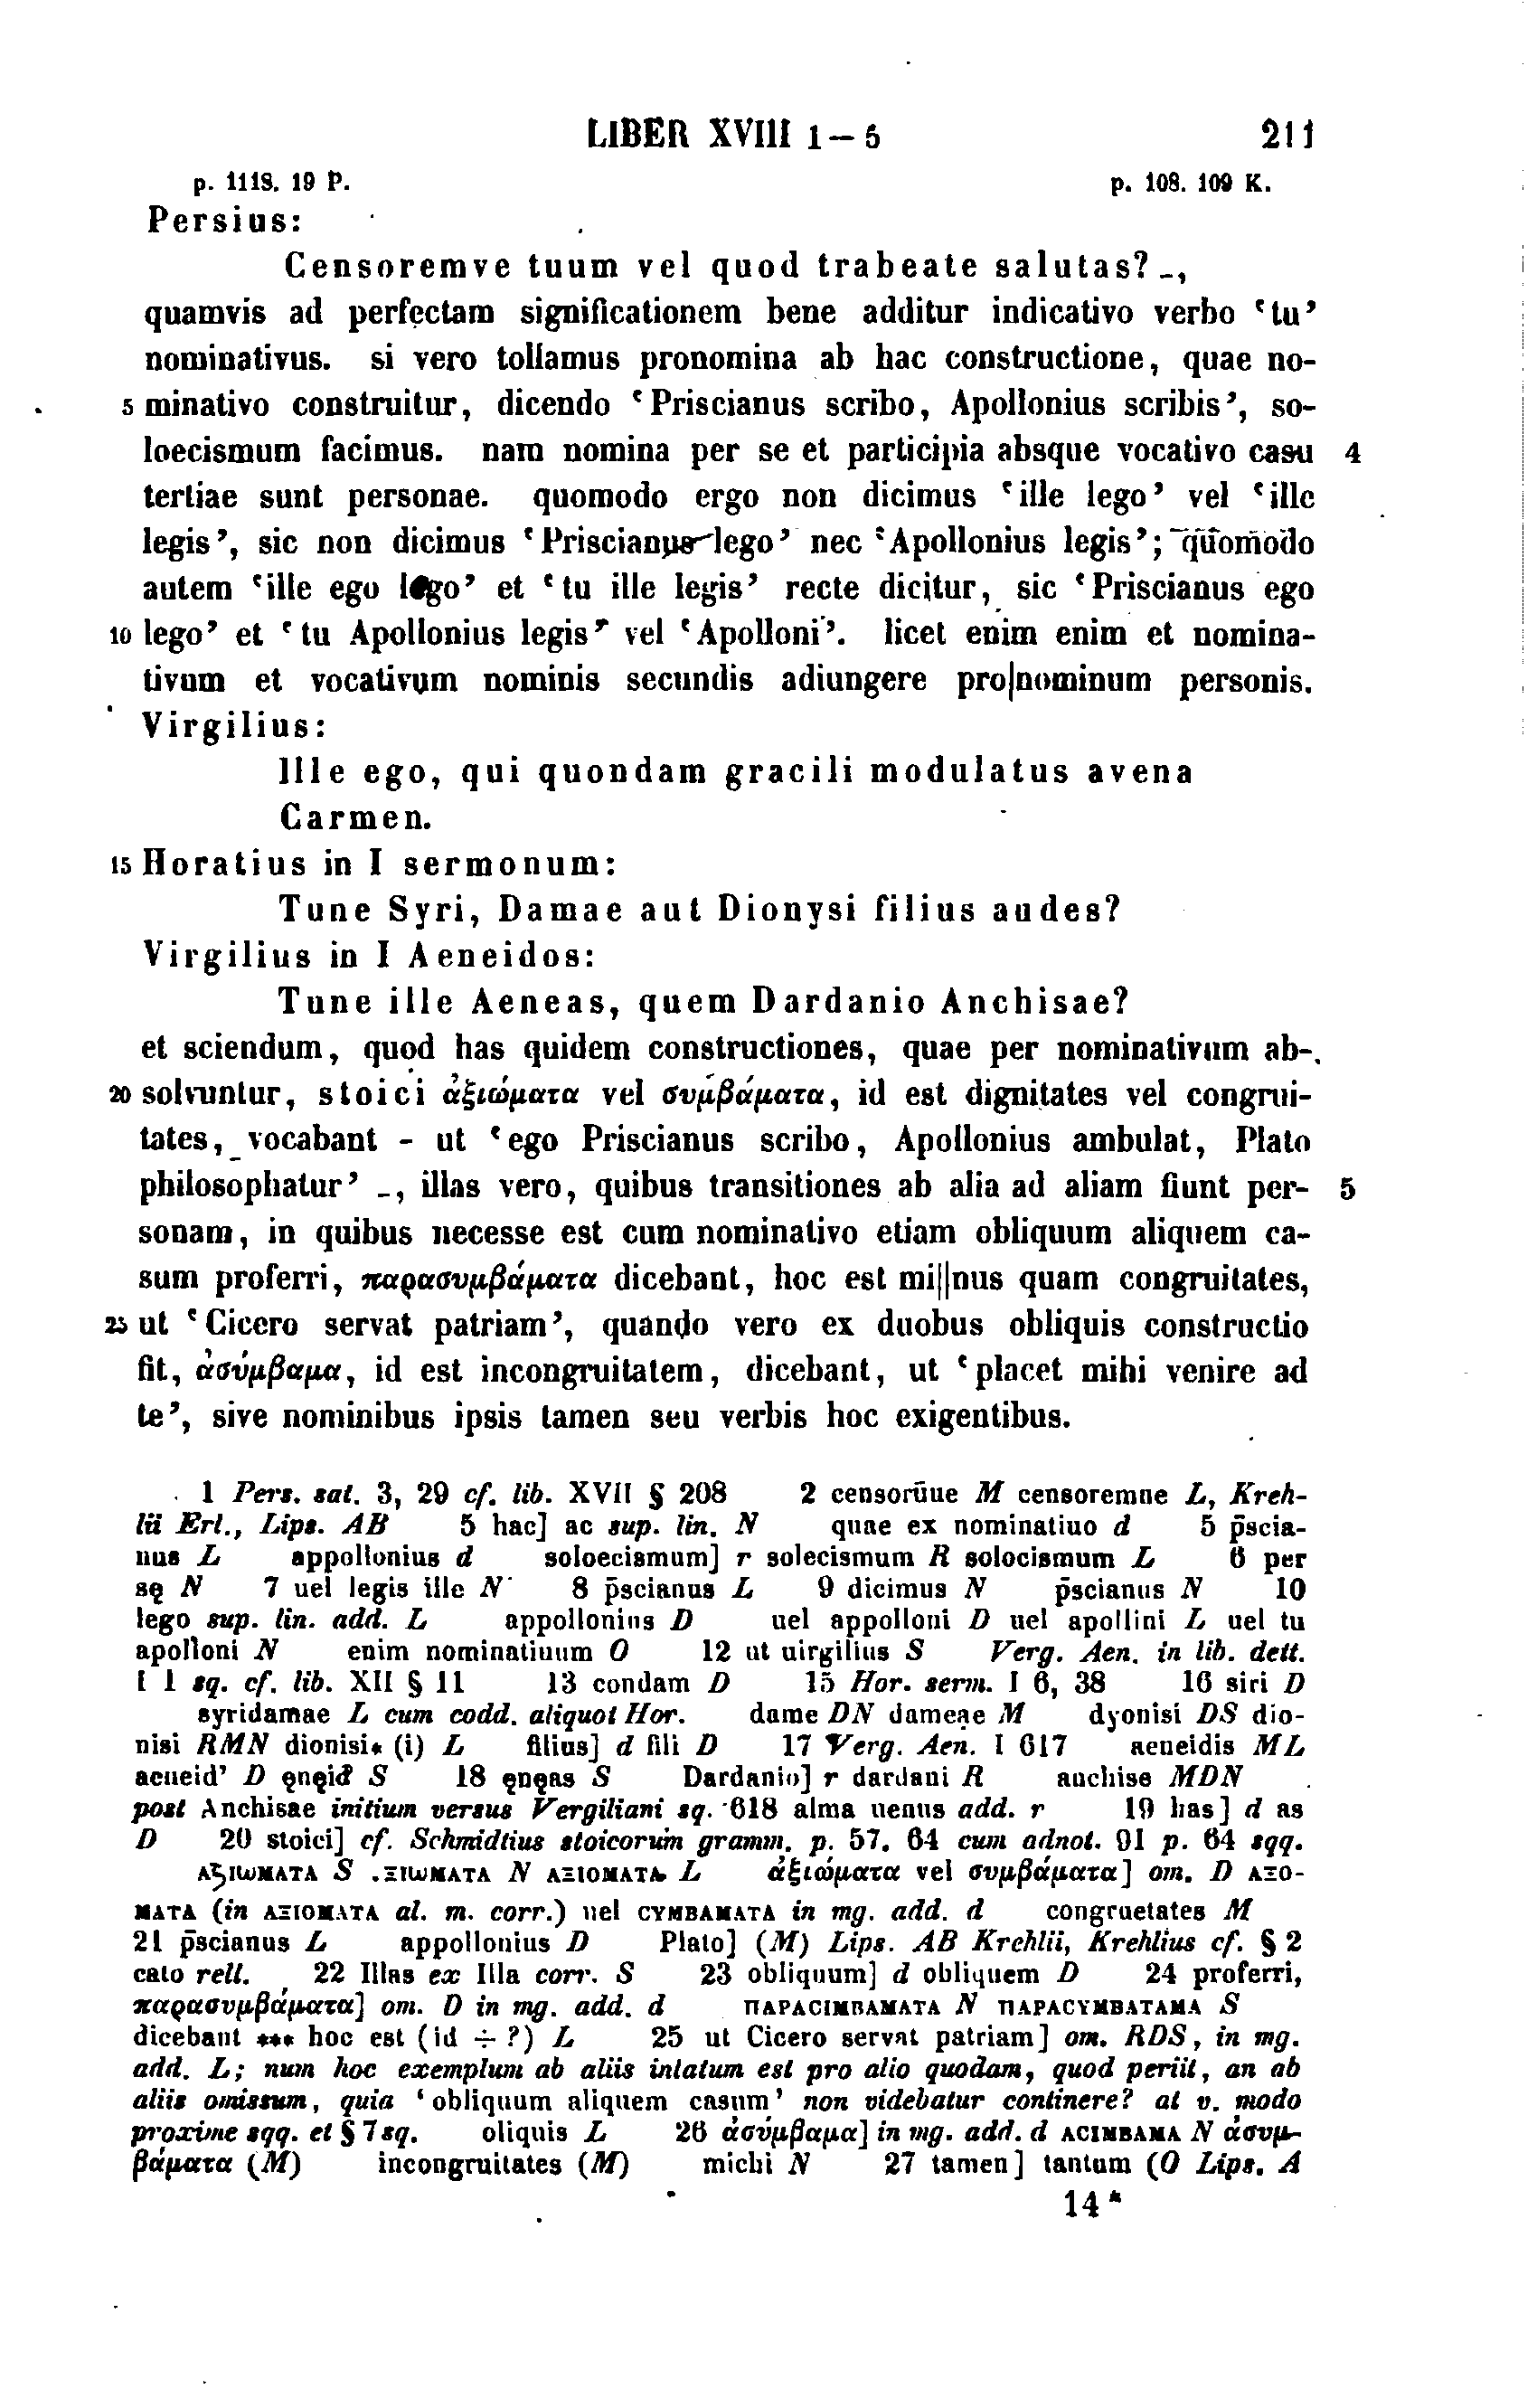 LIBER XVIII 1 — 5 211
p. 1118. 19 P. p. 108. 109 K.
Persius:
Censoremve tuum vel quod trabeate salutas? -,
quamvis ad perfectam significationem bene additur indicativo verbo ‘tu’
nominativus. si vero tollamus pronomina ab hac constructione, quae no-
5 minativo construitur, dicendo ‘Priscianus scribo, Apollonius scribis’, so-
loecismum facimus. nam nomina per se et participia absque vocativo casu 4
tertiae sunt personae. quomodo ergo non dicimus ‘ille lego’ vel ‘ille
legis’, sic non dicimus ‘Priscianus lego’ nec ‘Apollonius legis’; quomodo
autem ‘ille ego lego’ et ‘tu ille legis’ recte dicitur, sic ‘Priscianus ego
10 lego’ et ‘tu Apollonius legis’ vel ‘Apolloni’. licet enim enim et nomina-
tivum et vocativum nominis secundis adiungere pro|nominum personis.
Virgilius:
Ille ego, qui quondam gracili modulatus avena
Carmen.
15 Horatius in I sermonum:
Tune Syri, Damae aut Dionysi filius audes?
Virgilius in I Aeneidos:
Tune ille Aeneas, quem Dardanio Anchisae?
et sciendum, quod has quidem constructiones, quae per nominativum ab-
20 solvuntur, stoici ἀξιώματα vel συμβάματα, id est dignitates vel congrui-
tates, vocabant - ut ‘ego Priscianus scribo, Apollonius ambulat, Plato
philosophatur’ -, illas vero, quibus transitiones ab alia ad aliam fiunt per- 5
sonam, in quibus necesse est cum nominativo etiam obliquum aliquem ca-
sum proferri, παρασυμβάματα dicebant, hoc est mi||nus quam congruitates,
25 ut ‘Cicero servat patriam’, quando vero ex duobus obliquis constructio
fit, ἀσύμβαμα, id est incongruitatem, dicebant, ut ‘placet mihi venire ad
te’, sive nominibus ipsis tamen seu verbis hoc exigentibus.
1 Pers. sat. 3, 29 cf. lib. XVII § 208 2 censorūue M censoremne L, Kreh-
lii Erl., Lips. AB 5 hac] ac sup. lin. N quae ex nominatiuo d 5 p̄scia-
nus L appollonius d soloecismum] r solecismum R solocismum L 6 per
sę N 7 uel legis ille N 8 p̄scianus L 9 dicimus N p̄scianus N 10
lego sup. lin. add. L appollonius D uel appolloni D uel apollini L uel tu
apolloni N enim nominatiuum O 12 ut uirgilius S Verg. Aen. in lib. dett.
I 1 sq. cf. lib. XII § 11 13 condam D 15 Hor. serm. I 6, 38 16 siri D
syridamae L cum codd. aliquot Hor. dame DN dameae M dyonisi DS dio-
nisi RMN dionisi* (i) L filius] d fili D 17 Verg. Aen. I 617 aeneidis ML
aeneid’ D S 18 ęnęas S Dardanio] r dardani R anchise MDN
post Anchisae initium versus Vergiliani sq. 618 alma uenus add. r 19 has] d as
D 20 stoici] cf. Schmidtius stoicorum gramm. p. 57. 64 cum adnot. 91 p. 64 sqq.
ΑξΙωΜΑΤΑ S .ΞΙωΜΑΤΑ N ΑΞΙΟΜΑΤΑ L ἀξιώματα vel συμβάματα] om. D ΑΞΟ-
ΜΑΤΑ (in ΑΞΙΟΜΑΤΑ al. m. corr.) uel CYMBAMATA in mg. add. d congruetates M
21 p̄scianus L appollonius D Plato] (M) Lips. AB Krehlii, Krehlius cf. § 2
cato rell. 22 Illas ex Illa corr. S 23 obliquum] d obliquem D 24 proferri,
παρασυμβάματα] om. D in mg. add. d ΠΑΡΑCΙΜΒΑΜΑΤΑ N ΠΑΡΑCΥΜΒΑΤΑΜΑ S
dicebant *** hoc est (id ÷ ?) L 25 ut Cicero servat patriam] om. RDS, in mg.
add. L; num hoc exemplum ab aliis inlatum est pro alio quodam, quod periit, an ab
aliis omissum, quia ‘obliquum aliquem casum’ non videbatur continere? at v. modo
proxime sqq. et § 7 sq. oliquis L 26 ἀσύμβαμα] in mg. add. d ΑCΙΜΒΑΜΑ N ἀσυμ-
βάματα (M) incongruitates (M) michi N 27 tamen] tantum (O Lips. A
14*